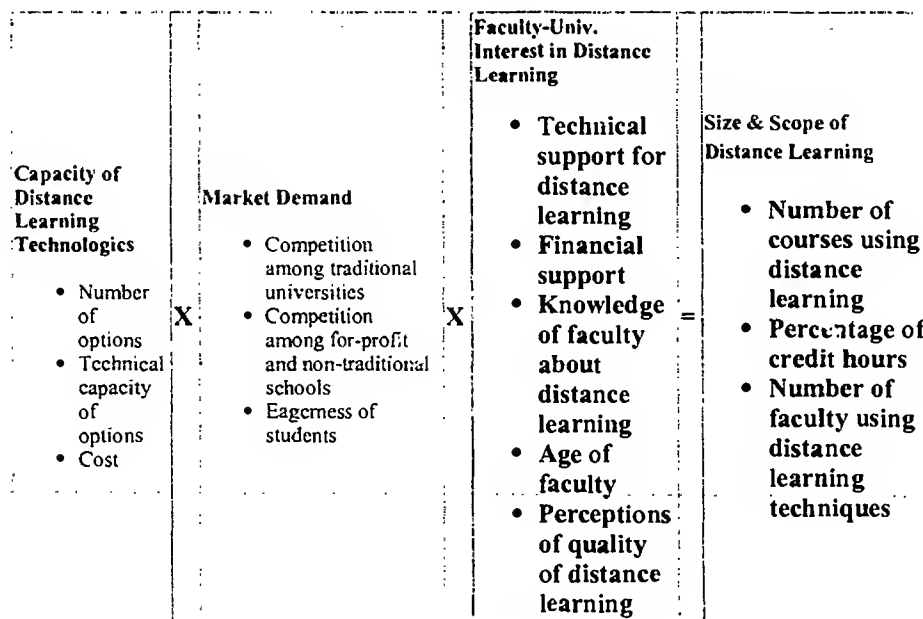 Capacity of
Distance
Learning
Technologies
• Number
of
options
• Technical
capacity
of
options
• Cost
X
Market Demand
• Competition
among traditional
universities
• Competition
among for-profit
and non-traditional
schools
• Eagerness of
students
X
Faculty-Univ.
Interest in Distance
Learning
• Technical
support for
distance
learning
• Financial
support
• Knowledge
of faculty
about
distance
learning
• Age of
faculty
• Perceptions
of quality
of distance
learning
=
Size & Scope of
Distance Learning
• Number of
courses using
distance
learning
• Percentage of
credit hours
• Number of
faculty using
distance
learning
techniques